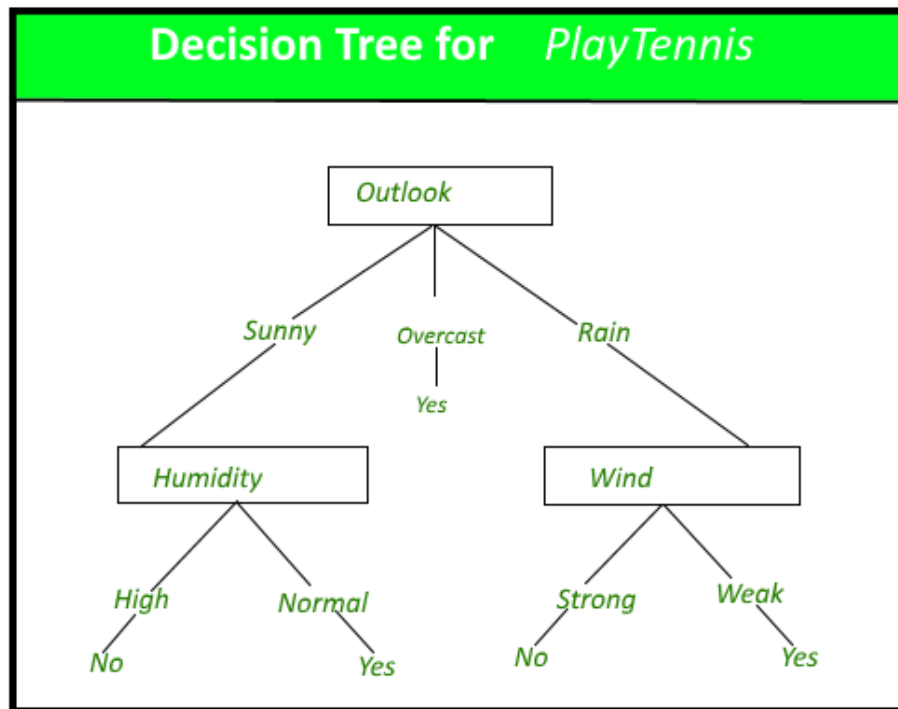 Decision Tree for PlayTennis
Outlook
Sunny Overcast Rain
Yes
Humidity Wind
High Normal Strong Weak
No Yes No Yes